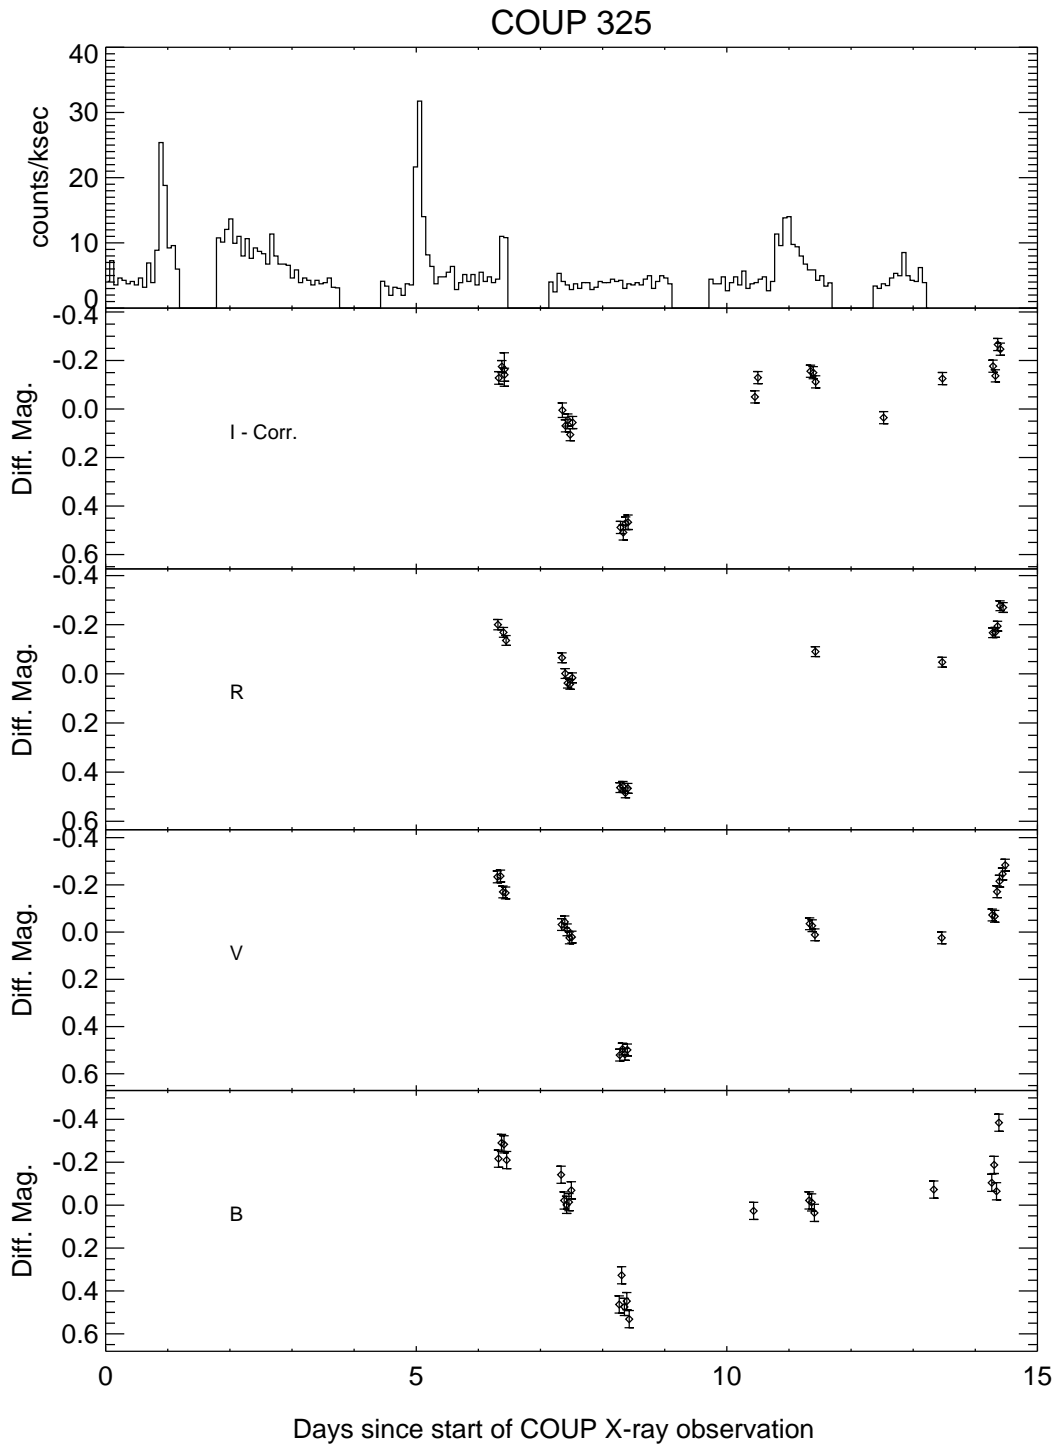 COUP 325
counts/ksec
40
30
20
10
0
Diff. Mag.
-0.4
-0.2
0.0
0.2
0.4
0.6
I - Corr.
Diff. Mag.
-0.4
-0.2
0.0
0.2
0.4
0.6
R
Diff. Mag.
-0.4
-0.2
0.0
0.2
0.4
0.6
V
Diff. Mag.
-0.4
-0.2
0.0
0.2
0.4
0.6
B
0 5 10 15
Days since start of COUP X-ray observation